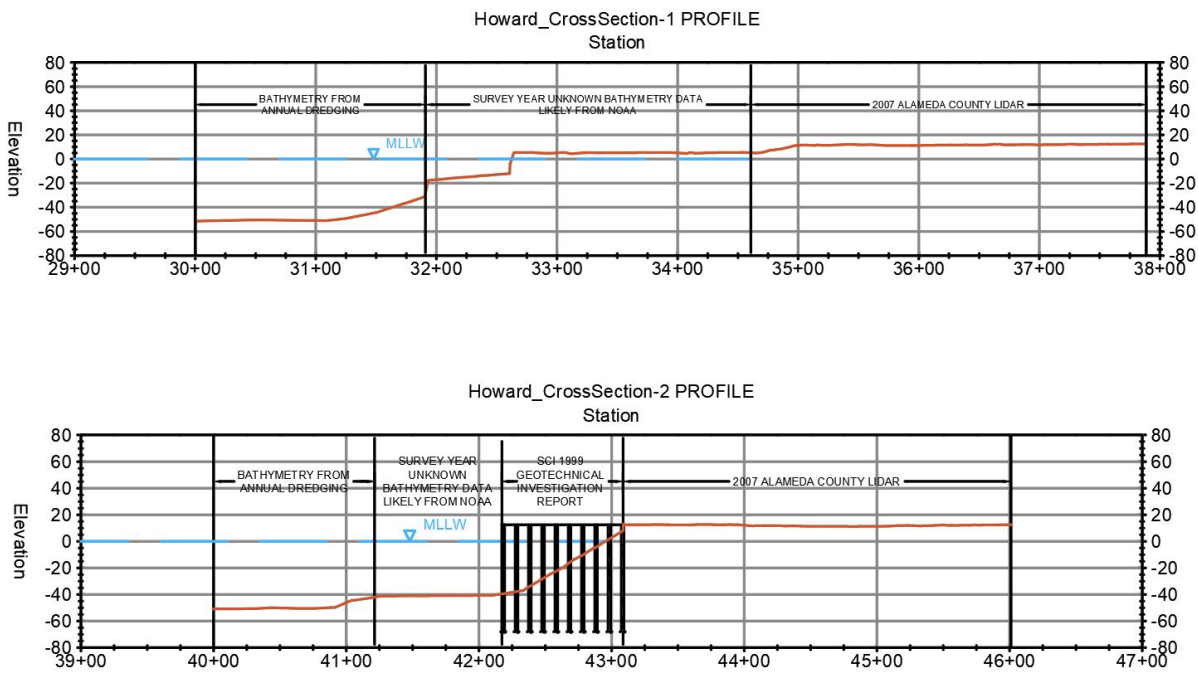 Howard_CrossSection-1 PROFILE
Station
80 80
60 60
BATHYMETRY FROM SURVEY YEAR UNKNOWN BATHYMETRY DATA 2007 ALAMEDA COUNTY LIDAR
ANNUAL DREDGING LIKELY FROM NOAA
40 40
20 20
MLLW
Elevation
0 0
-20 -20
-40 -40
-60 -60
-80 -80
29+00 30+00 31+00 32+00 33+00 34+00 35+00 36+00 37+00 38+00
Howard_CrossSection-2 PROFILE
Station
80 80
60 60
SURVEY YEAR SCI 1999
BATHYMETRY FROM UNKNOWN GEOTECHNICAL 2007 ALAMEDA COUNTY LIDAR
ANNUAL DREDGING BATHYMETRY DATA INVESTIGATION
LIKELY FROM NOAA REPORT
40 40
20 20
MLLW
Elevation
0 0
-20 -20
-40 -40
-60 -60
-80 -80
39+00 40+00 41+00 42+00 43+00 44+00 45+00 46+00 47+00